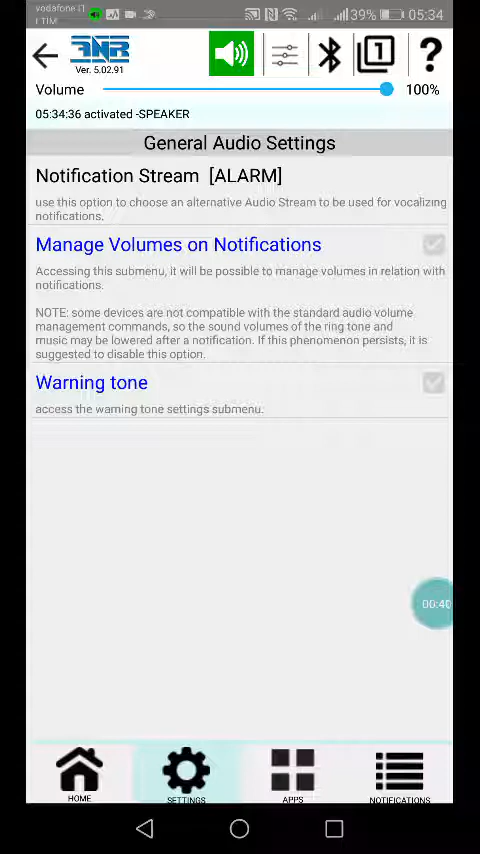 vodafone
TIM
39%
05:34
FNR
Ver. 5.02.91
1
?
Volume
100%
05:34:36 activated -SPEAKER
General Audio Settings
Notification Stream [ALARM]
use this option to choose an alternative Audio Stream to be used for vocalizing
notifications.
Manage Volumes on Notifications
Accessing this submenu, it will be possible to manage volumes in relation with
notifications.
NOTE: some devices are not compatible with the standard audio volume
management commands, so the sound volumes of the ring tone and
music may be lowered after a notification. If this phenomenon persists, it is
suggested to disable this option.
Warning tone
access the warning tone settings submenu.
00:40
HOME
SETTINGS
APPS
NOTIFICATIONS